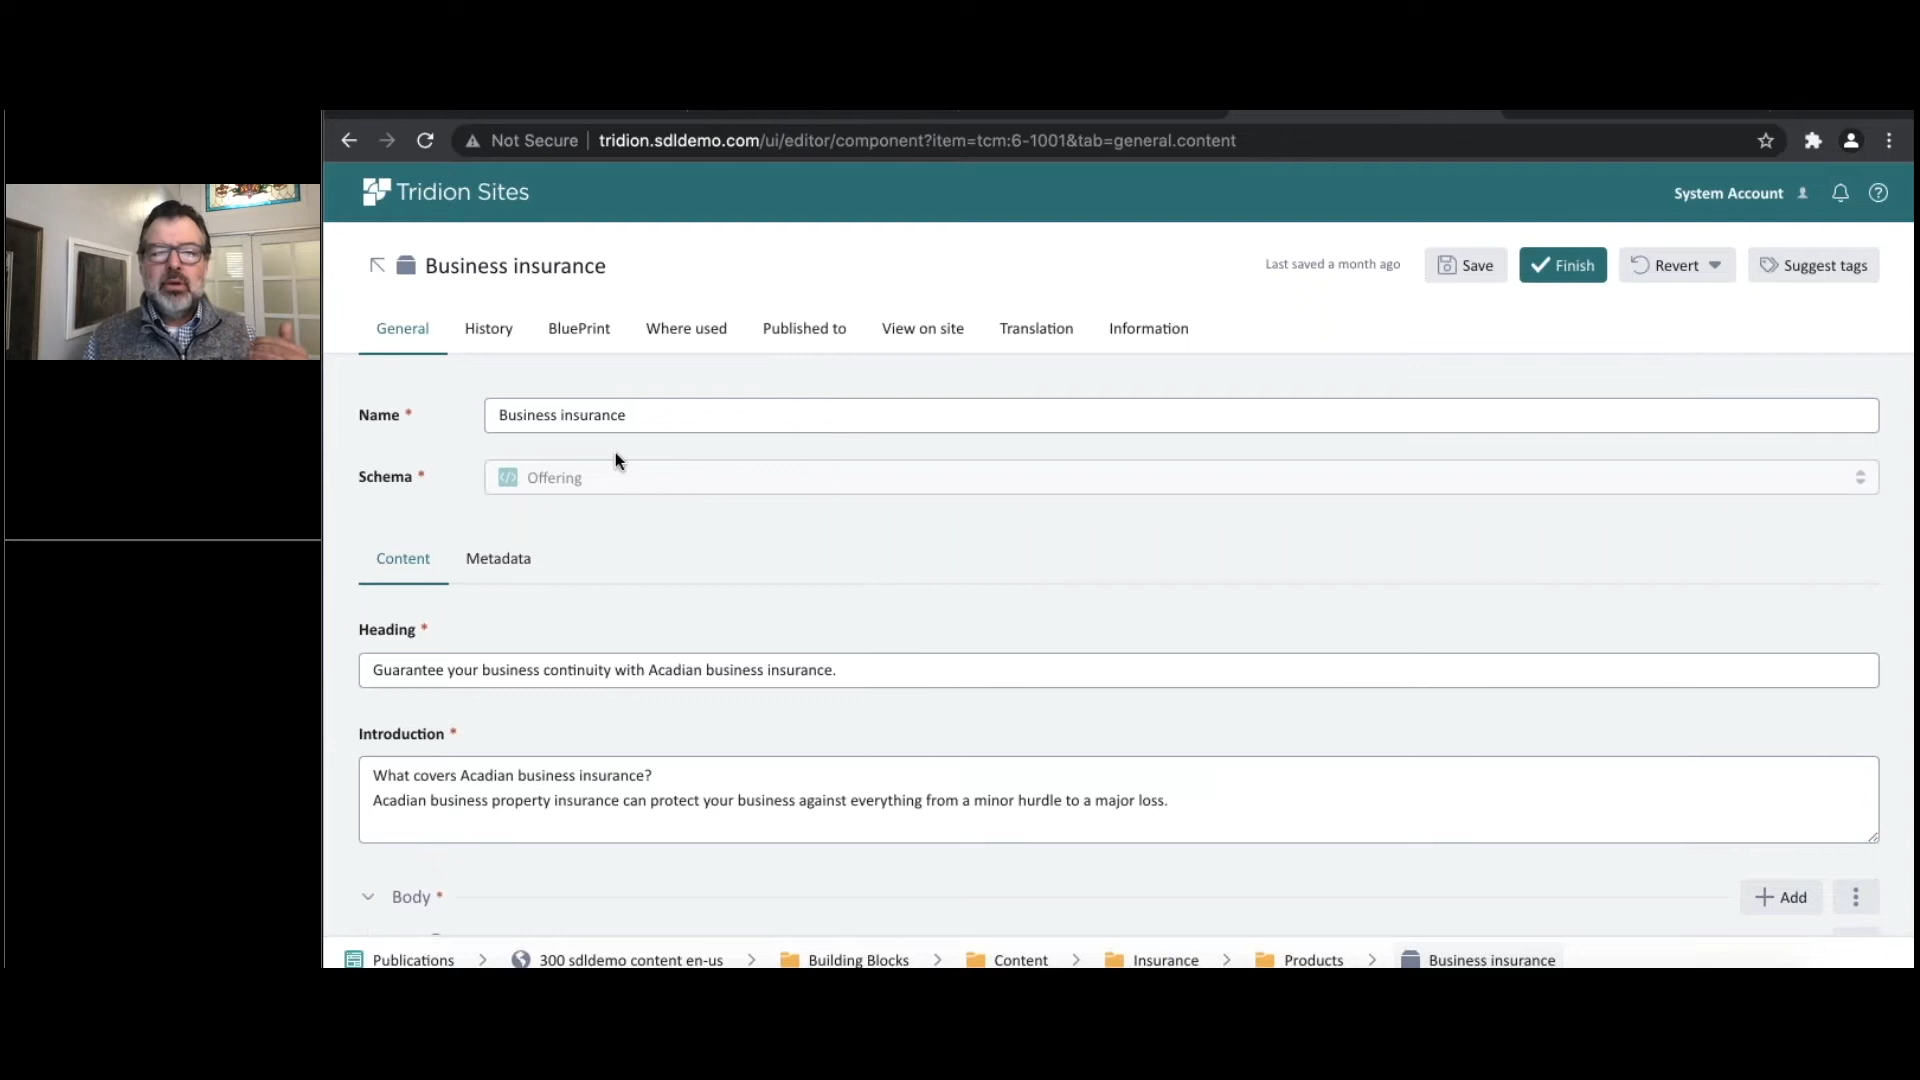 Not Secure
tridion.sdldemo.com/ui/editor/component?item=tcm:6-1001&tab=general.content
Tridion Sites
System Account
Business insurance
Last saved a month ago
Save
Finish
Revert
Suggest tags
General
History
BluePrint
Where used
Published to
View on site
Translation
Information
Name *
Business insurance
Schema *
Offering
Content
Metadata
Heading *
Guarantee your business continuity with Acadian business insurance.
Introduction *
What covers Acadian business insurance?
Acadian business property insurance can protect your business against everything from a minor hurdle to a major loss.
Body *
Add
Publications
300 sdldemo content en-us
Building Blocks
Content
Insurance
Products
Business insurance